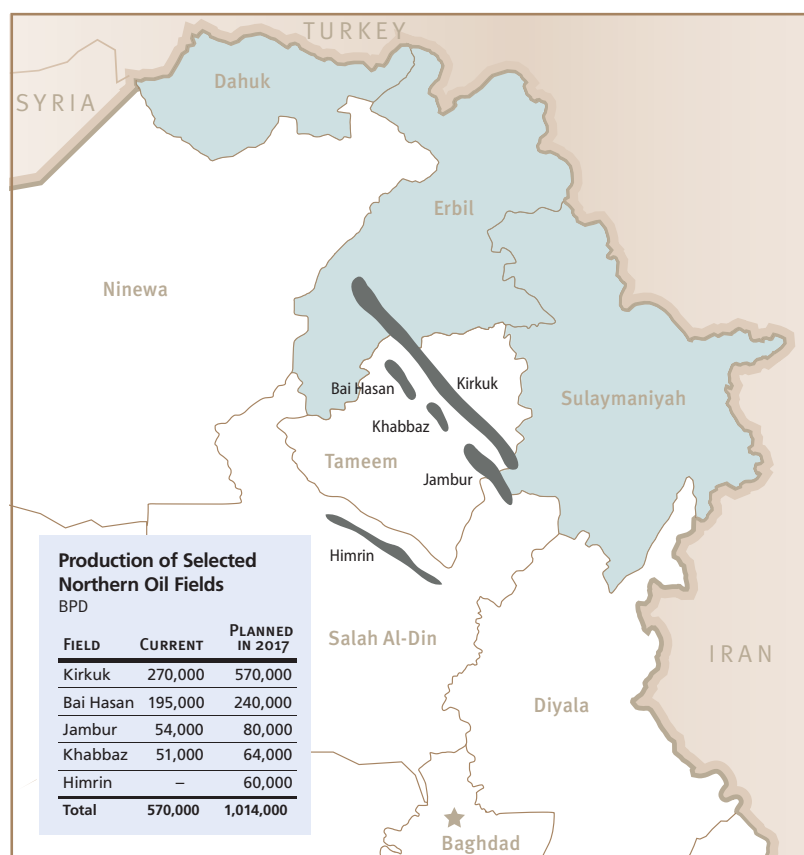 TURKEY
Dahuk
SYRIA
Erbil
Ninewa
Kirkuk
Bai Hasan
Sulaymaniyah
Khabbaz
Tameem
Jambur
Himrin
Salah Al-Din
IRAN
Diyala
Baghdad
Production of Selected
Northern Oil Fields
BPD
FIELD CURRENT PLANNED
IN 2017
Kirkuk 270,000 570,000
Bai Hasan 195,000 240,000
Jambur 54,000 80,000
Khabbaz 51,000 64,000
Himrin – 60,000
Total 570,000 1,014,000